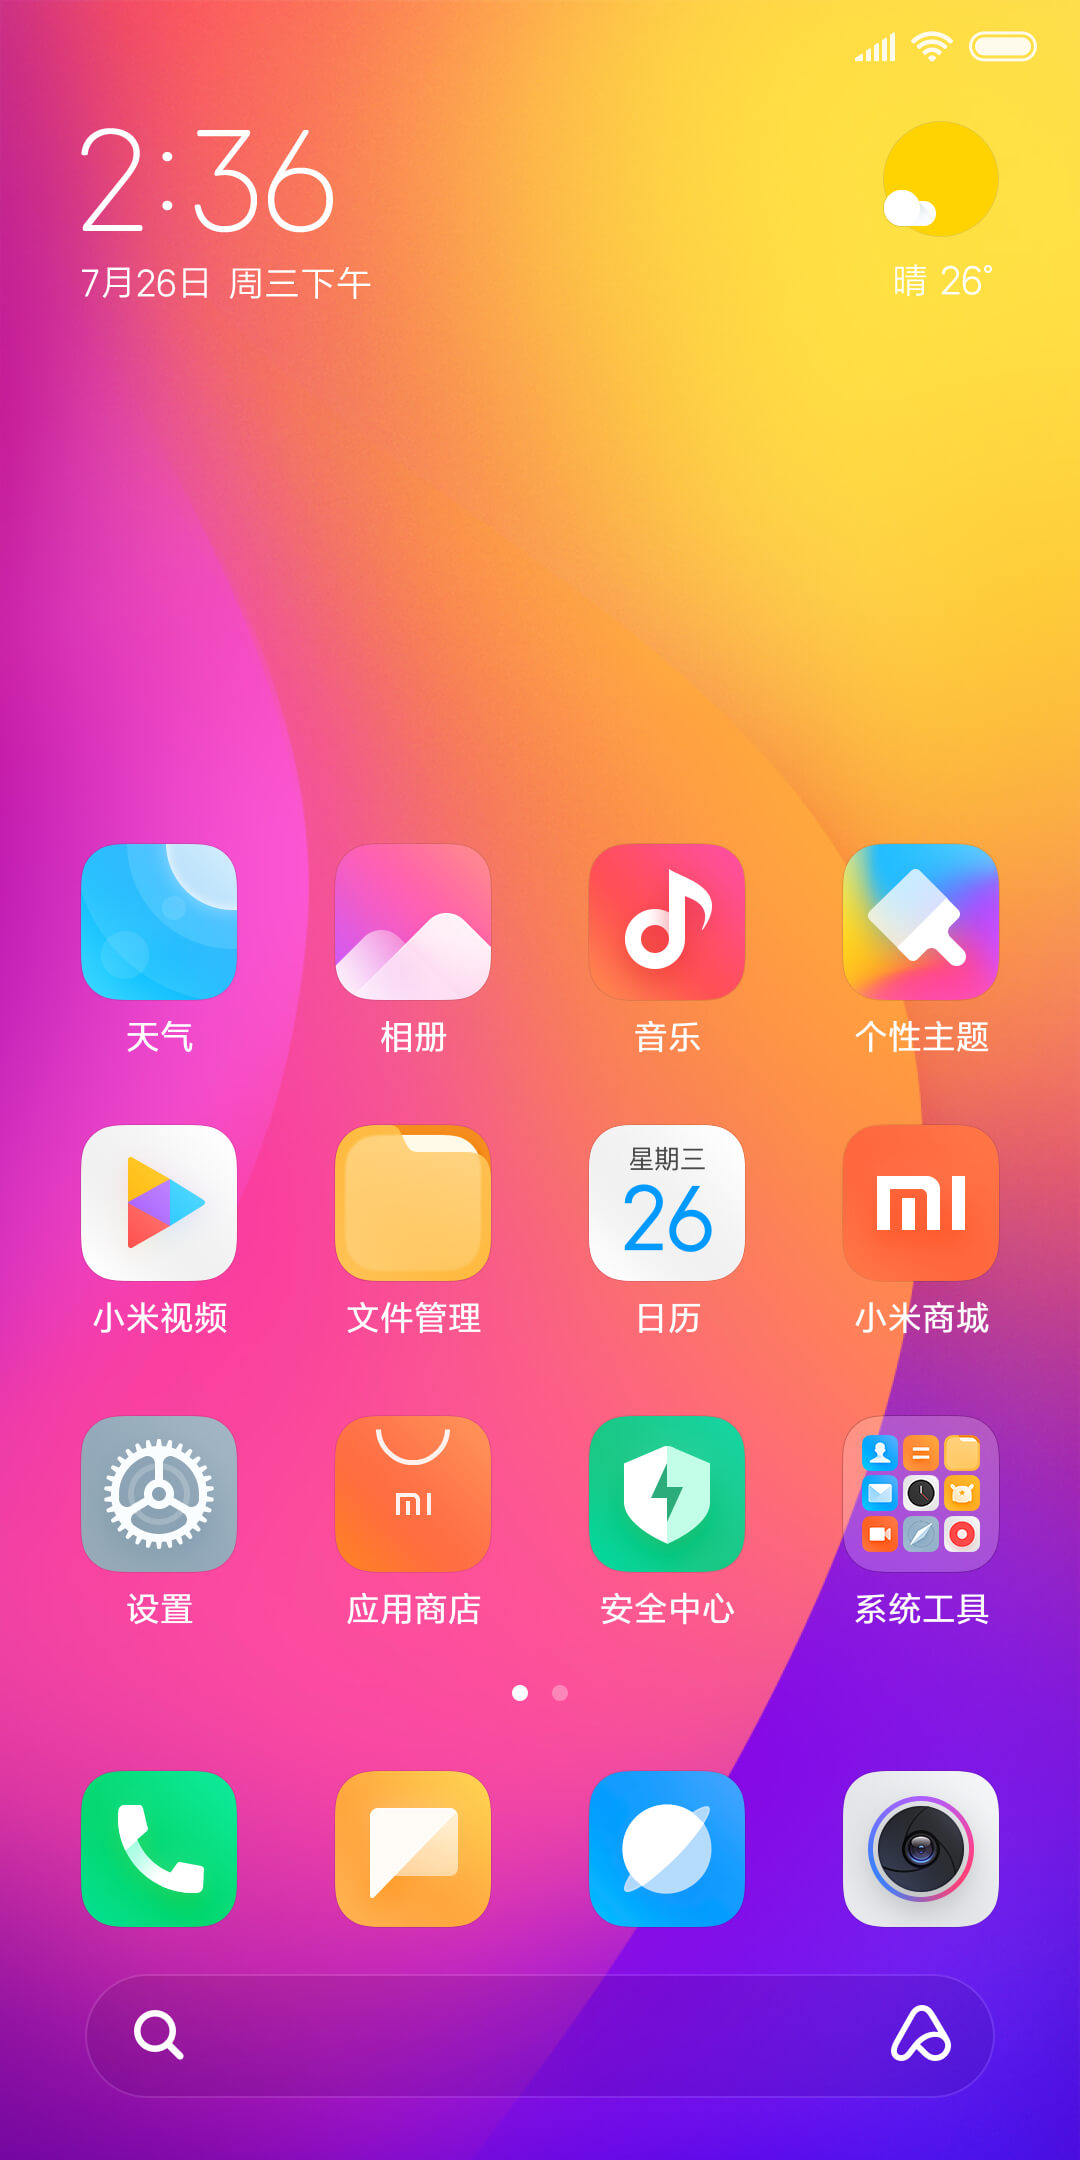 2:36
7月26日 周三下午
晴 26°
天气
相册
音乐
个性主题
星期三
26
mi
小米视频
文件管理
日历
小米商城
mi
设置
应用商店
安全中心
系统工具